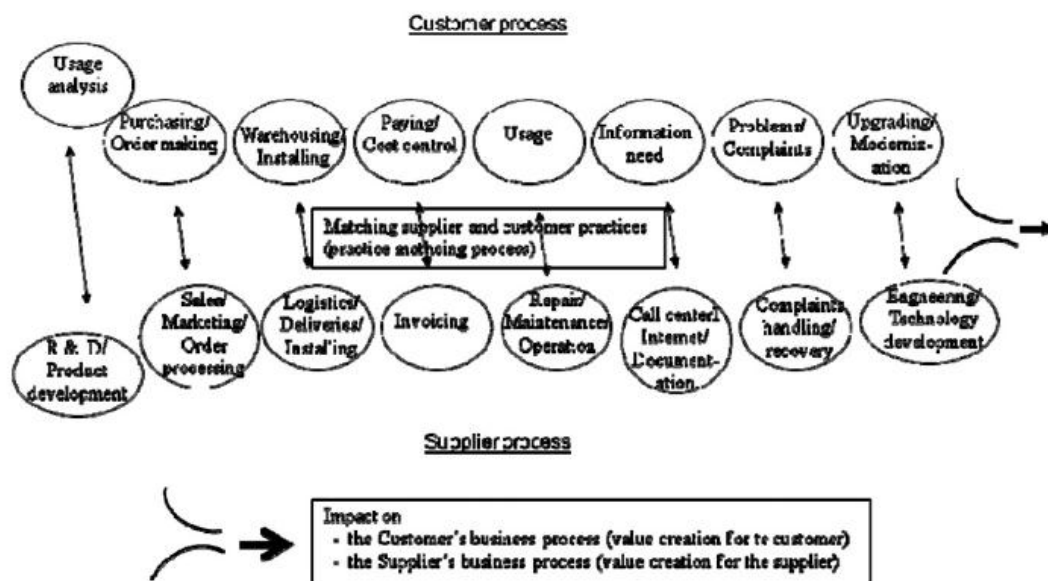 Customer process
Usage
analysis
Purchasing/
Order making
Warehousing/
Installing
Paying/
Cost control
Usage
Information
need
Problems/
Complaints
Upgrading/
Moderniz-
ation
Matching supplier and customer practices
(practice matching process)
R & D/
Product
development
Sales/
Marketing/
Order
processing
Logistics/
Deliveries/
Installing
Invoicing
Repair/
Maintenance/
Operation
Call center/
Internet/
Document-
ation
Complaints
handling/
recovery
Engineering/
Technology
development
Supplier process
Impact on
- the Customer's business process (value creation for te customer)
- the Supplier's business process (value creation for the supplier)